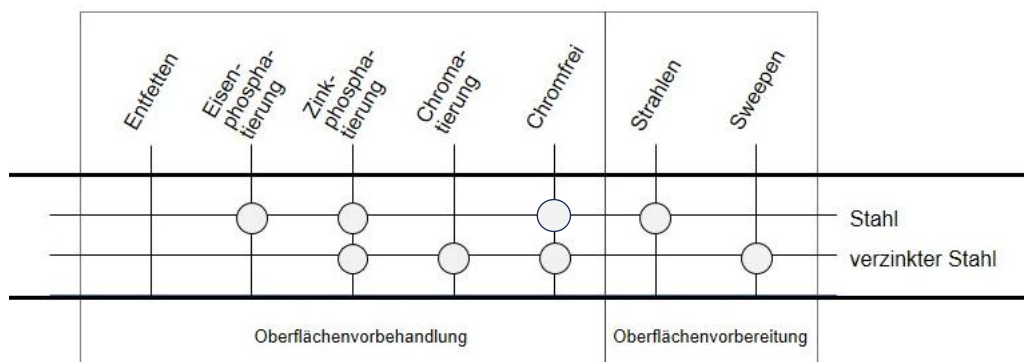 Entfetten
Eisen-
phospha-
tierung
Zink-
phospha-
tierung
Chroma-
tierung
Chromfrei
Strahlen
Sweepen
Stahl
verzinkter Stahl
Oberflächenvorbehandlung
Oberflächenvorbereitung